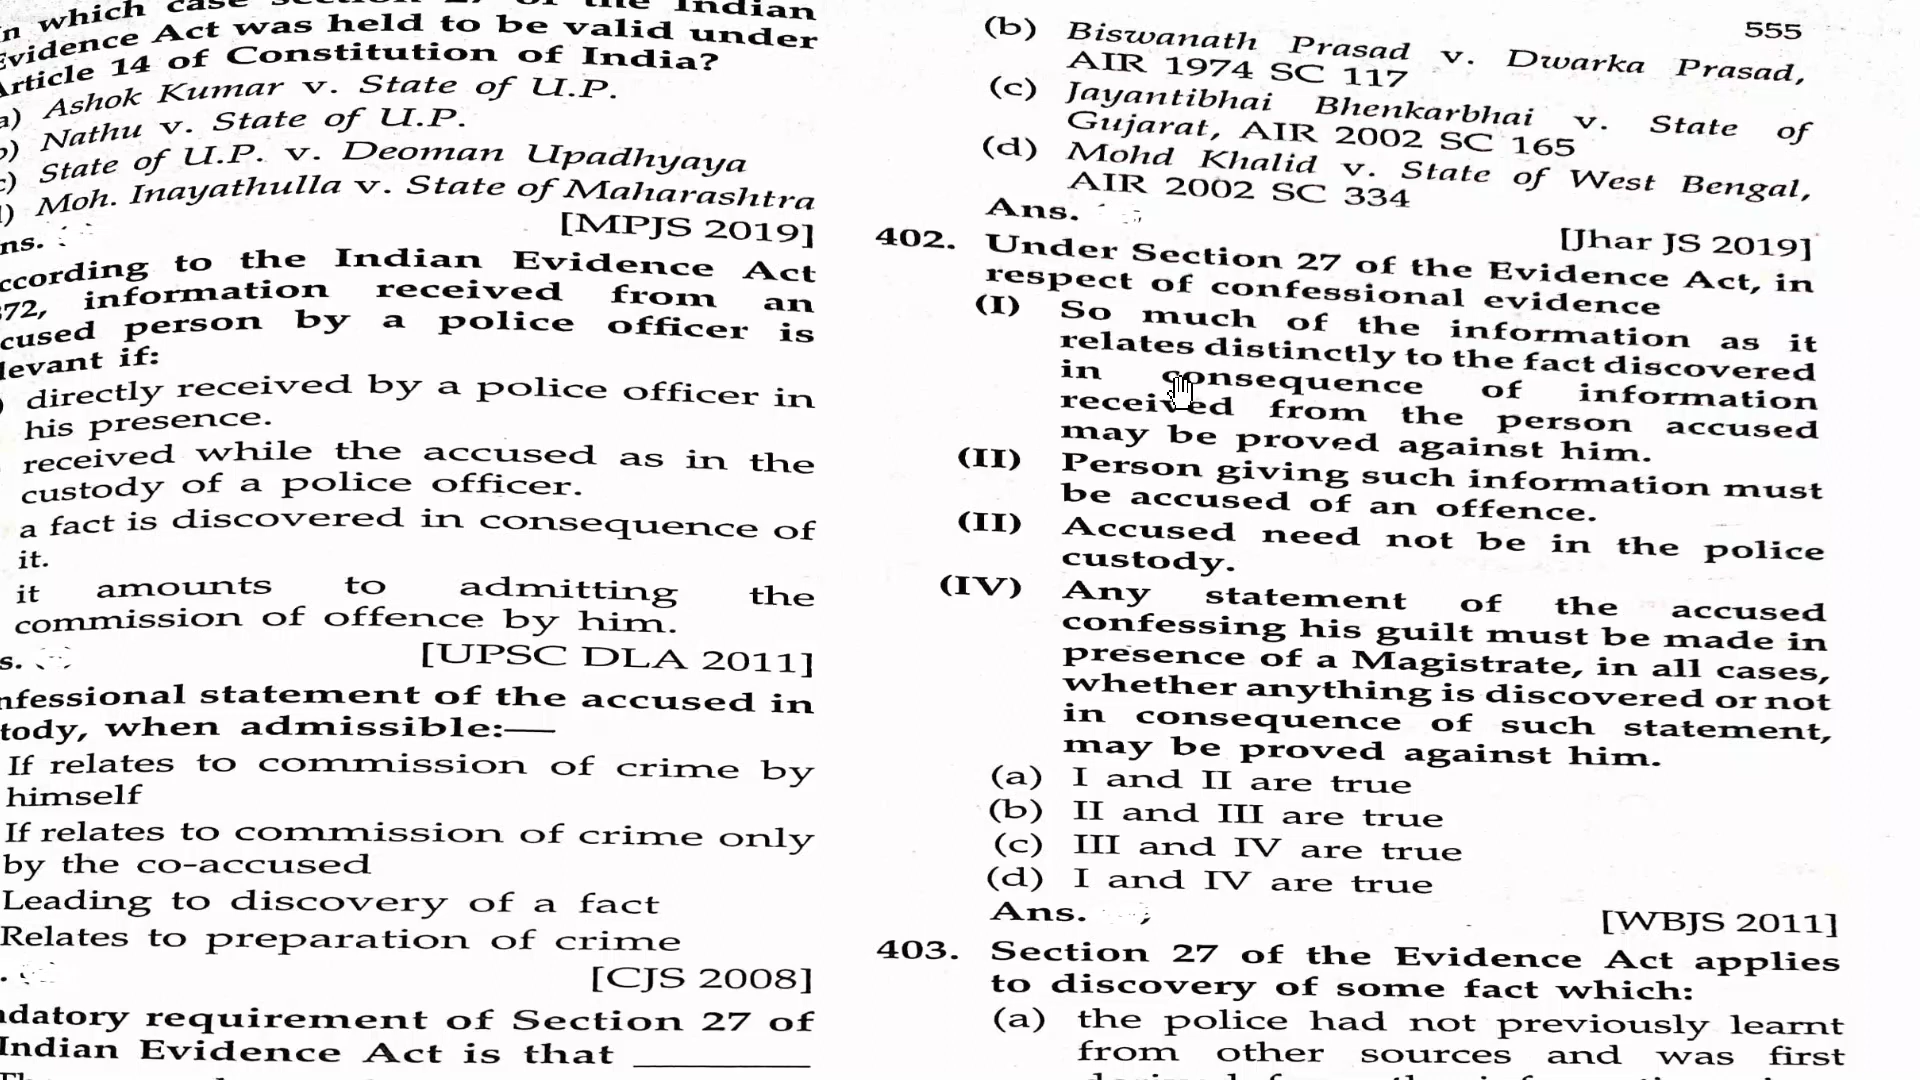 n which case section 27 of the Indian
Evidence Act was held to be valid under
Article 14 of Constitution of India?
a) Ashok Kumar v. State of U.P.
) Nathu v. State of U.P.
c) State of U.P. v. Deoman Upadhyaya
) Moh. Inayathulla v. State of Maharashtra
ns. [MPJS 2019]
ccording to the Indian Evidence Act
72, information received from an
cused person by a police officer is
levant if:
) directly received by a police officer in
his presence.
received while the accused as in the
custody of a police officer.
a fact is discovered in consequence of
it.
it amounts to admitting the
commission of offence by him.
s. [UPSC DLA 2011]
nfessional statement of the accused in
tody, when admissible:—
If relates to commission of crime by
himself
If relates to commission of crime only
by the co-accused
Leading to discovery of a fact
Relates to preparation of crime
. [CJS 2008]
ndatory requirement of Section 27 of
Indian Evidence Act is that ________
555
(b) Biswanath Prasad v. Dwarka Prasad,
AIR 1974 SC 117
(c) Jayantibhai Bhenkarbhai v. State of
Gujarat, AIR 2002 SC 165
(d) Mohd Khalid v. State of West Bengal,
AIR 2002 SC 334
Ans. [Jhar JS 2019]
402. Under Section 27 of the Evidence Act, in
respect of confessional evidence
(I) So much of the information as it
relates distinctly to the fact discovered
in consequence of information
received from the person accused
may be proved against him.
(II) Person giving such information must
be accused of an offence.
(II) Accused need not be in the police
custody.
(IV) Any statement of the accused
confessing his guilt must be made in
presence of a Magistrate, in all cases,
whether anything is discovered or not
in consequence of such statement,
may be proved against him.
(a) I and II are true
(b) II and III are true
(c) III and IV are true
(d) I and IV are true
Ans. [WBJS 2011]
403. Section 27 of the Evidence Act applies
to discovery of some fact which:
(a) the police had not previously learnt
from other sources and was first